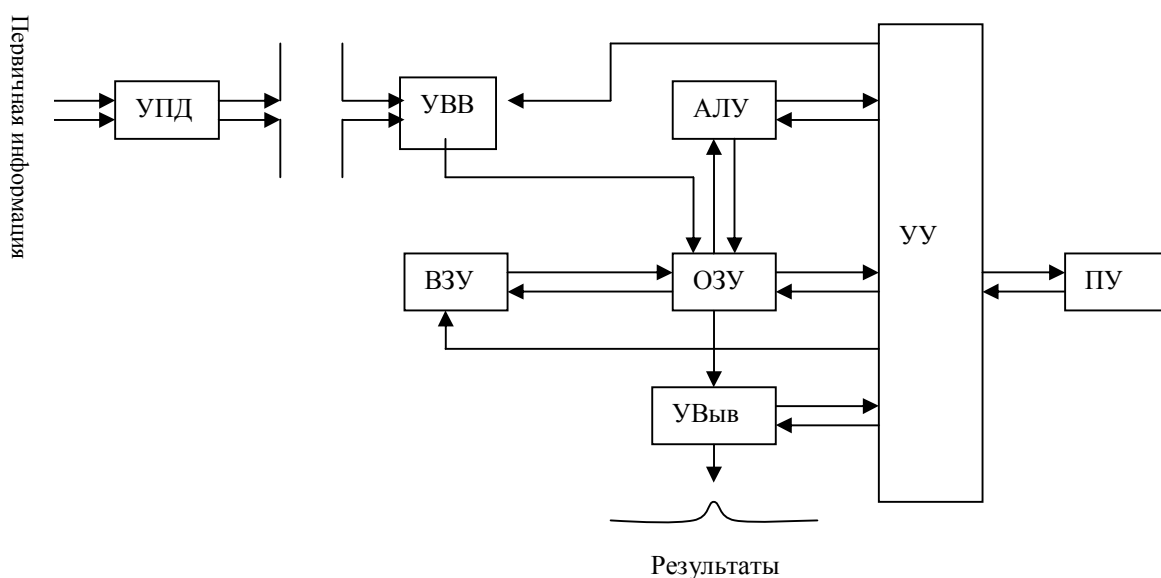 Первичная информация
УПД
УВВ
АЛУ
УУ
ВЗУ
ОЗУ
ПУ
УВыв
Результаты